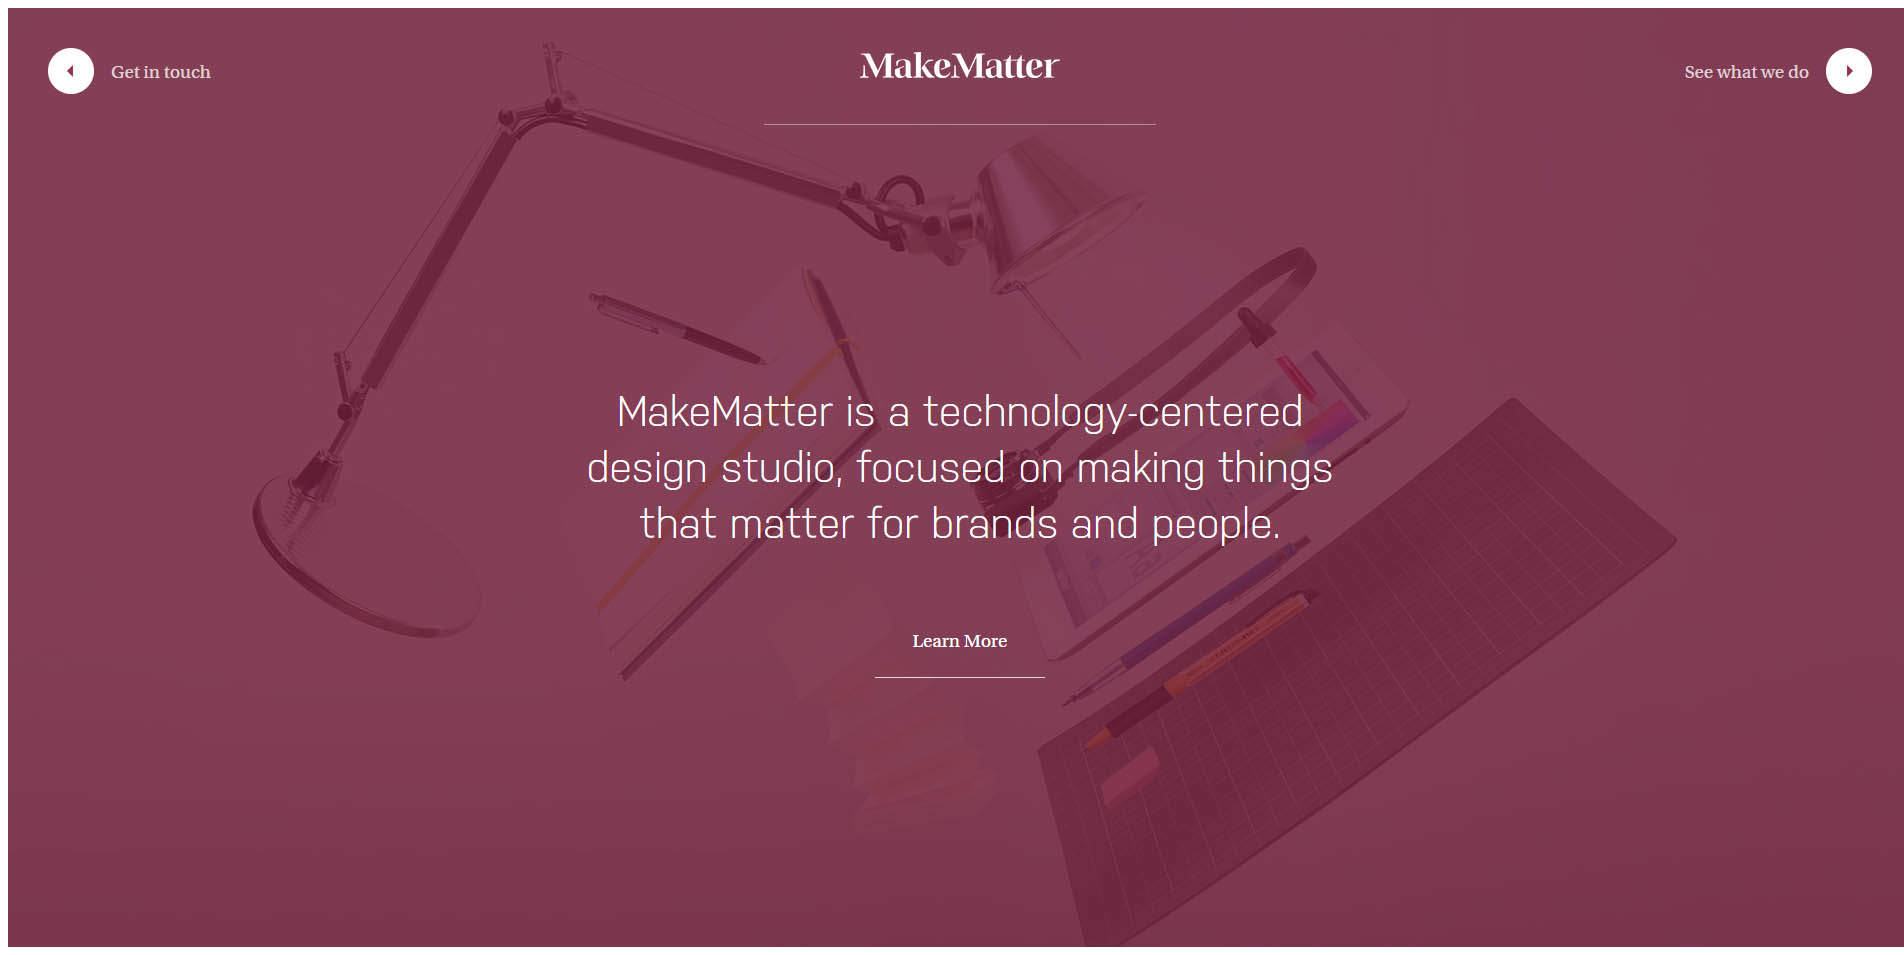 Get in touch
MakeMatter
See what we do
MakeMatter is a technology-centered
design studio, focused on making things
that matter for brands and people.
Learn More